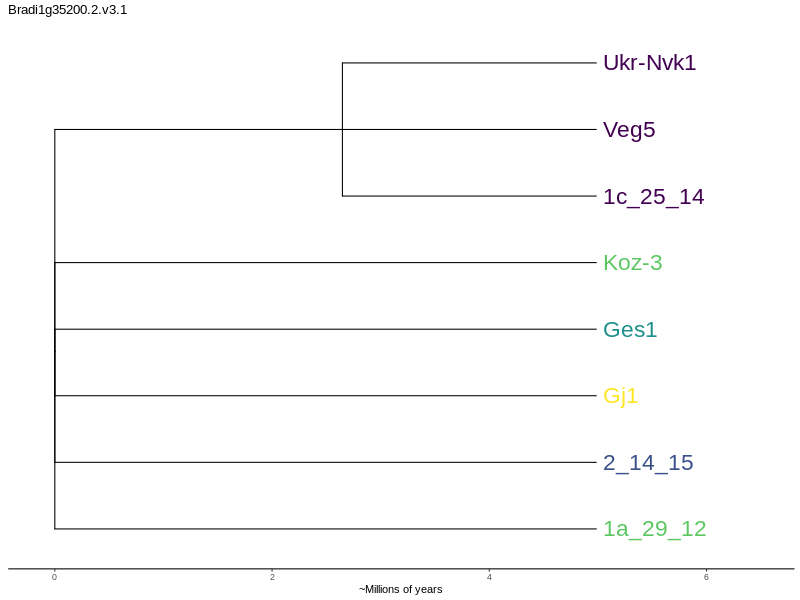 Bradi1g35200.2.v3.1
Ukr-Nvk1
Veg5
1c_25_14
Koz-3
Ges1
Gj1
2_14_15
1a_29_12
0 2 4 6
~Millions of years